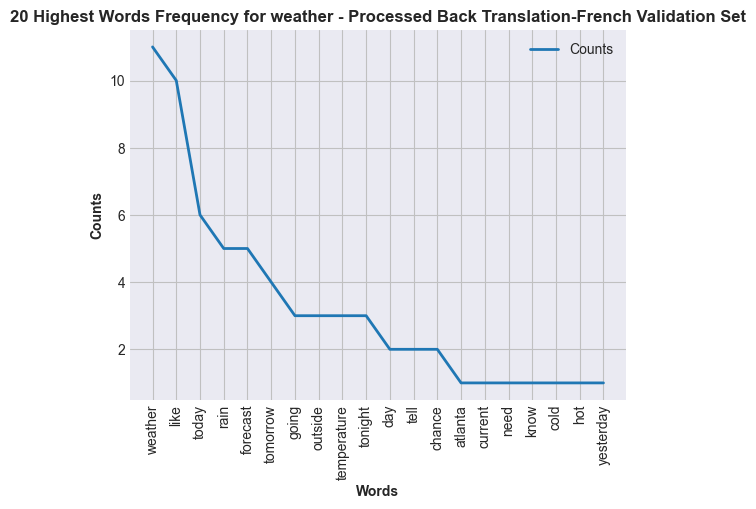 20 Highest Words Frequency for weather - Processed Back Translation-French Validation Set
Counts
Counts
10
8
6
4
2
weather
like
today
rain
forecast
tomorrow
going
outside
temperature
tonight
day
tell
chance
atlanta
current
need
know
cold
hot
yesterday
Words